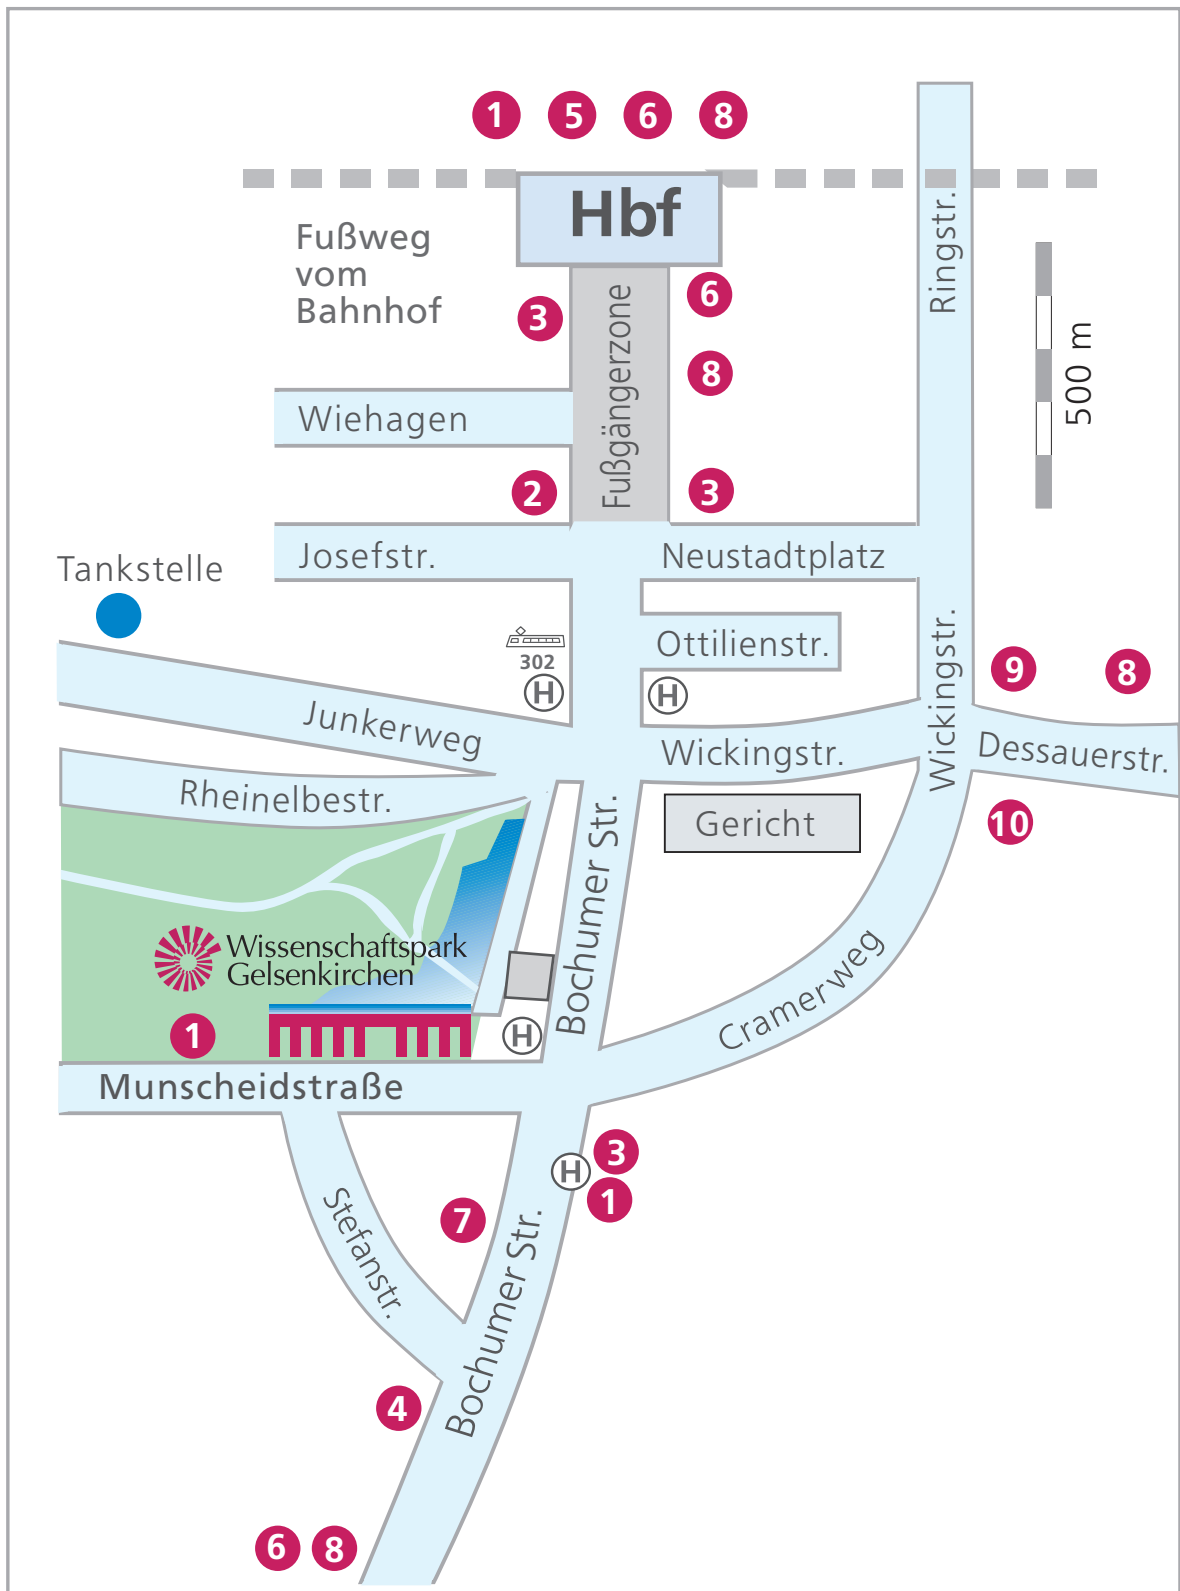 1 5 6 8
Hbf
Fußweg
vom
Bahnhof
Ringstr.
6
3
Fußgängerzone
8
500 m
Wiehagen
2
3
Josefstr.
Neustadtplatz
Tankstelle
Ottilienstr.
302
H
H
Wickingstr.
9
8
Junkerweg
Wickingstr.
Dessauerstr.
Rheinelbestr.
Bochumer Str.
Gericht
10
Wissenschaftspark
Gelsenkirchen
Cramerweg
1
H
Munscheidstraße
3
H
1
7
Stefanstr.
Bochumer Str.
4
6 8